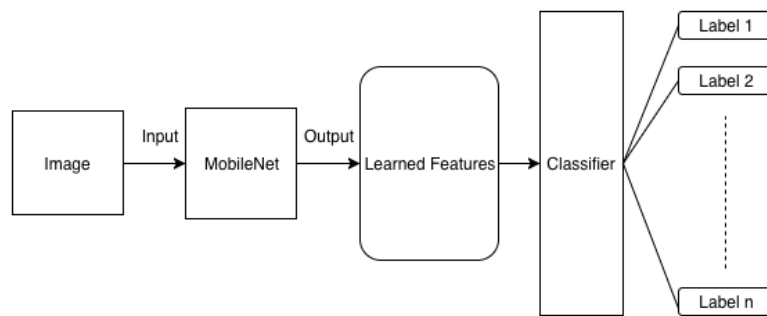 Image
Input
MobileNet
Output
Learned Features
Classifier
Label 1
Label 2
Label n